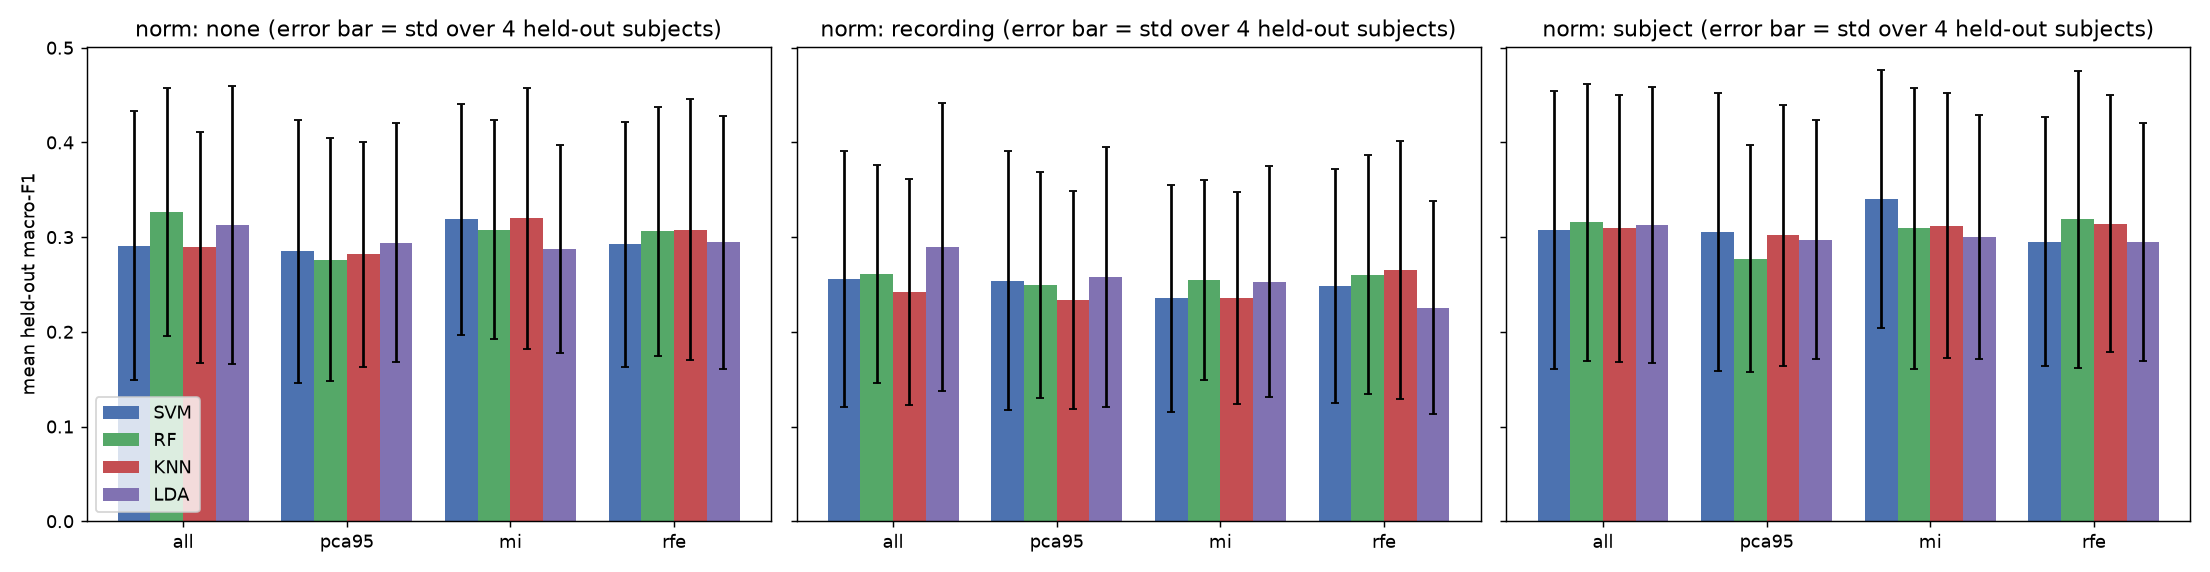 norm: none (error bar = std over 4 held-out subjects)
norm: recording (error bar = std over 4 held-out subjects)
norm: subject (error bar = std over 4 held-out subjects)
mean held-out macro-F1
0.5
0.4
0.3
0.2
0.1
0.0
SVM
RF
KNN
LDA
all pca95 mi rfe
all pca95 mi rfe
all pca95 mi rfe